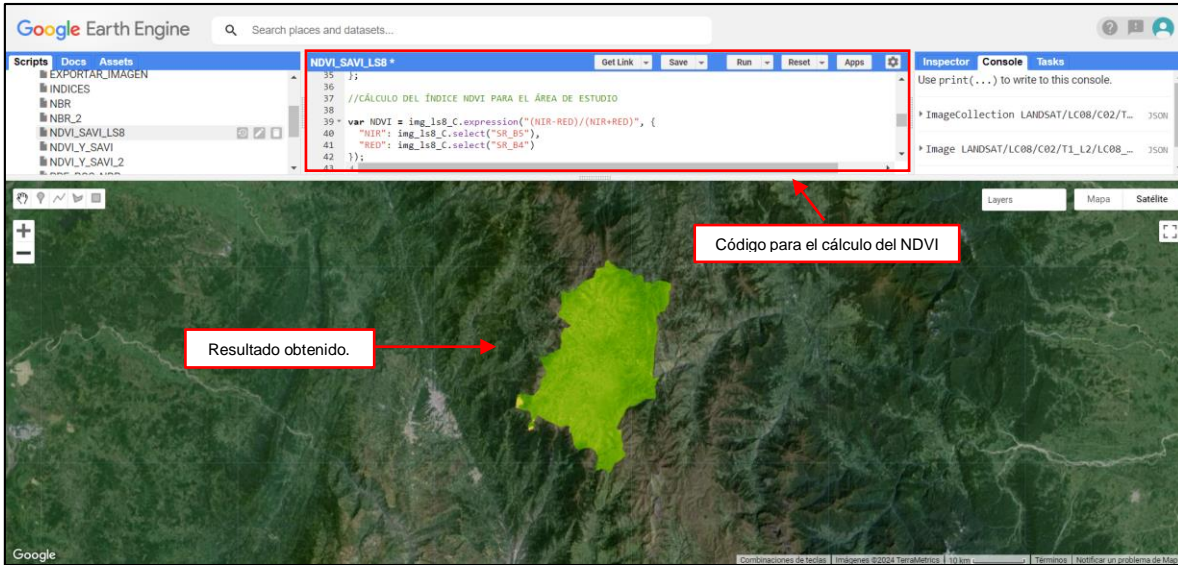 Google Earth Engine
Search places and datasets...
Scripts Docs Assets
EXPORTAR_IMAGEN
INDICES
NBR
NBR_2
NDVI_SAVI_LS8
NDVI_Y_SAVI
NDVI_Y_SAVI_2
NDVI_SAVI_LS8 *
Get Link Save Run Reset Apps
35 };
36
37 //CÁLCULO DEL ÍNDICE NDVI PARA EL ÁREA DE ESTUDIO
38
39 var NDVI = img_ls8_C.expression("(NIR-RED)/(NIR+RED)", {
40 "NIR": img_ls8_C.select("SR_B5"),
41 "RED": img_ls8_C.select("SR_B4")
42 });
43
Inspector Console Tasks
Use print(...) to write to this console.
ImageCollection LANDSAT/LC08/C02/T… JSON
Image LANDSAT/LC08/C02/T1_L2/LC08_… JSON
Layers
Mapa Satélite
Código para el cálculo del NDVI
Resultado obtenido.
Google
Combinaciones de teclas Imágenes ©2024 TerraMetrics 10 km Términos Notificar un problema de Map